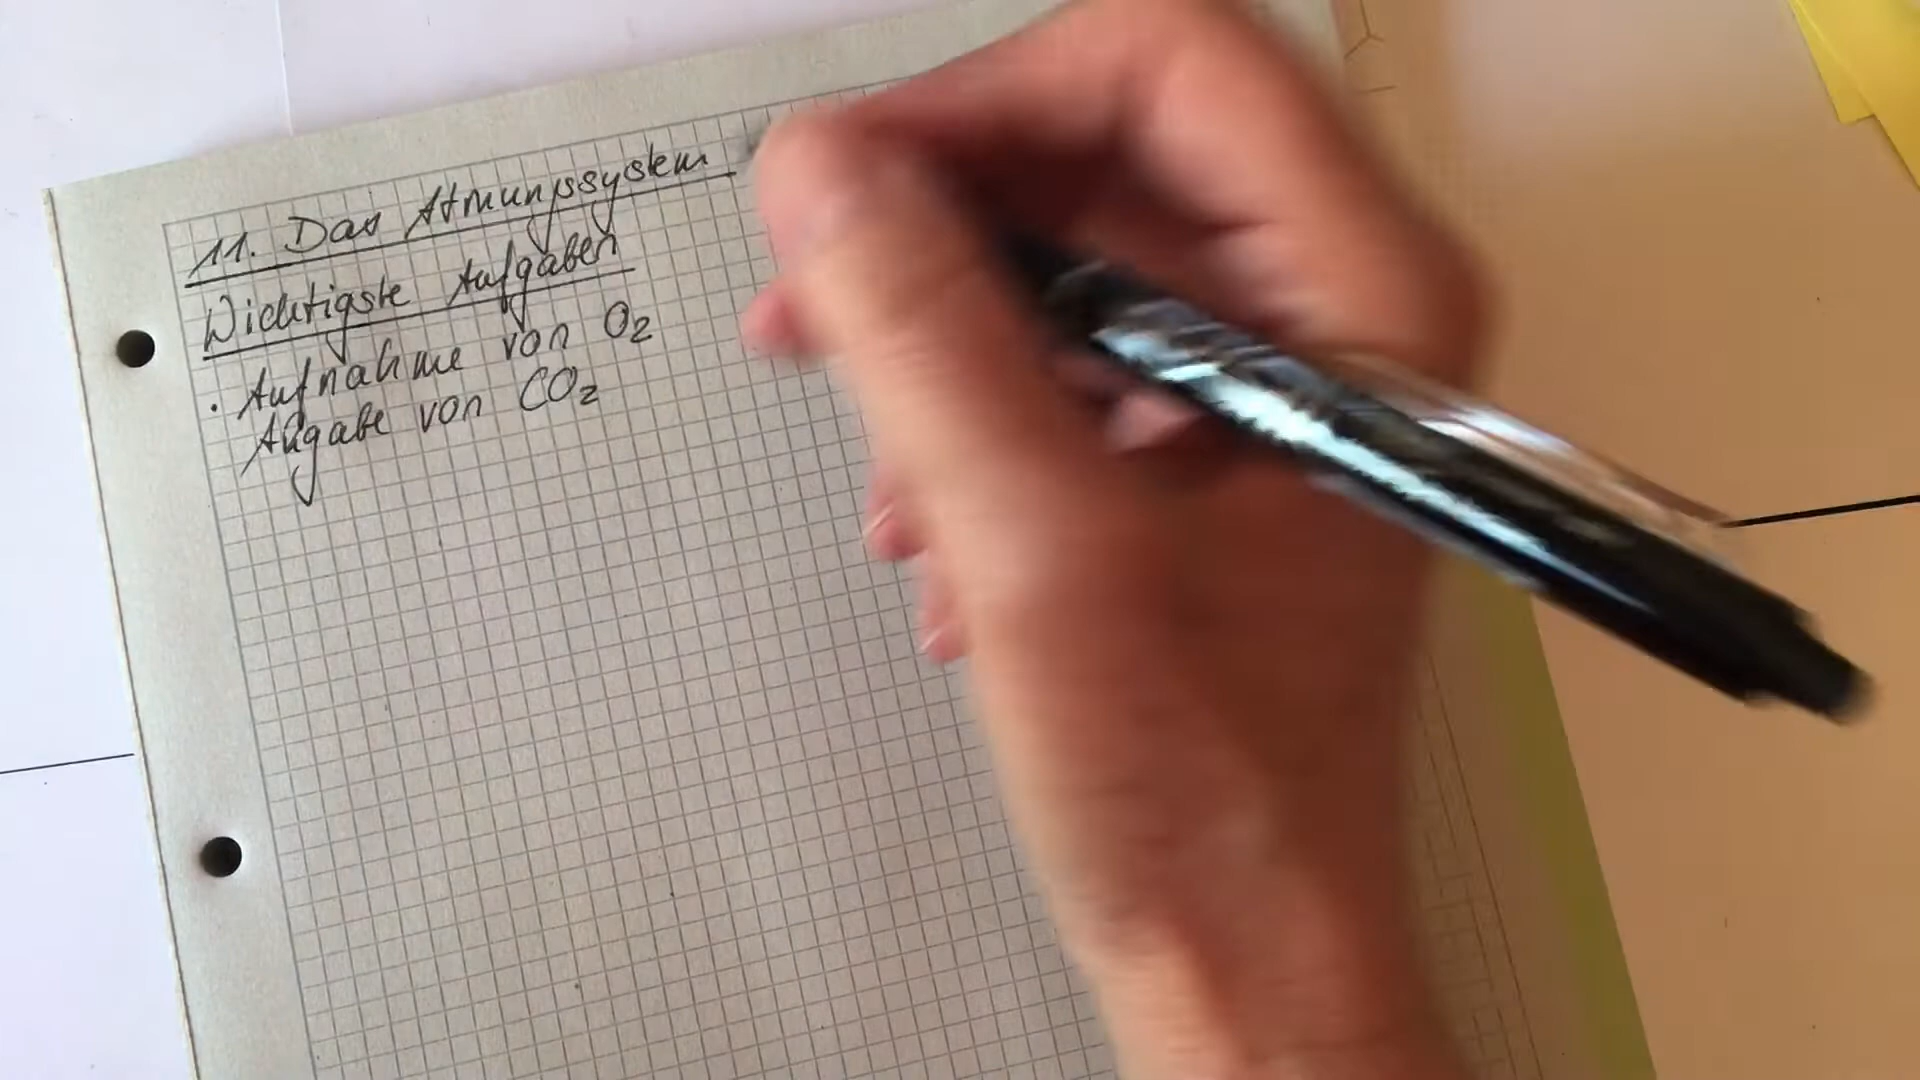 11. Das Atmungssystem
Wichtigste Aufgaben
· Aufnahme von O₂
Abgabe von CO₂